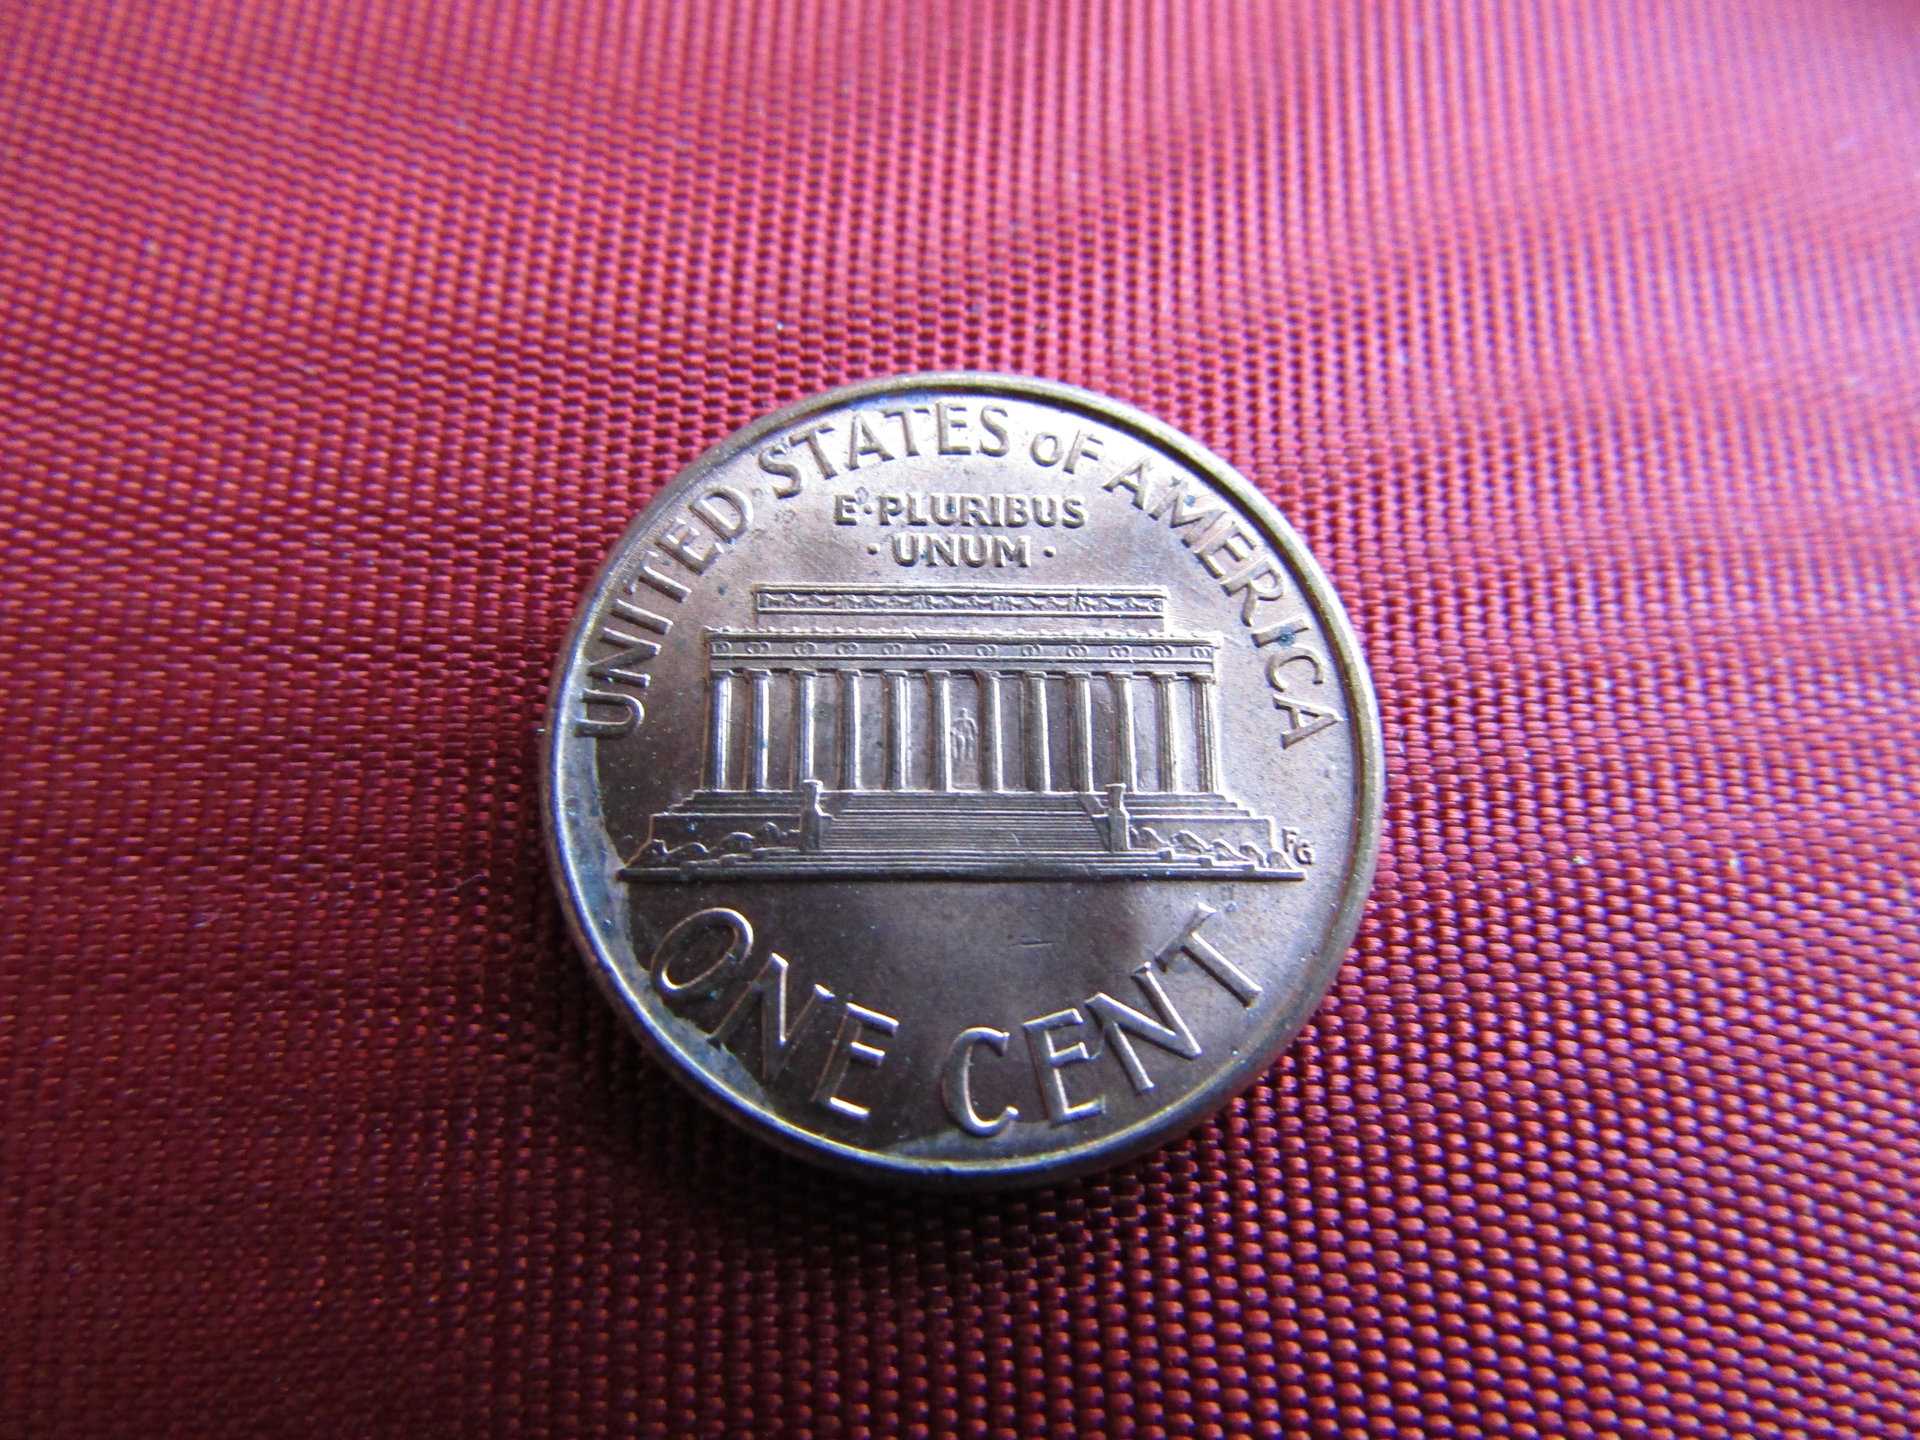 UNITED STATES OF AMERICA
E·PLURIBUS
·UNUM·
FG
ONE CENT